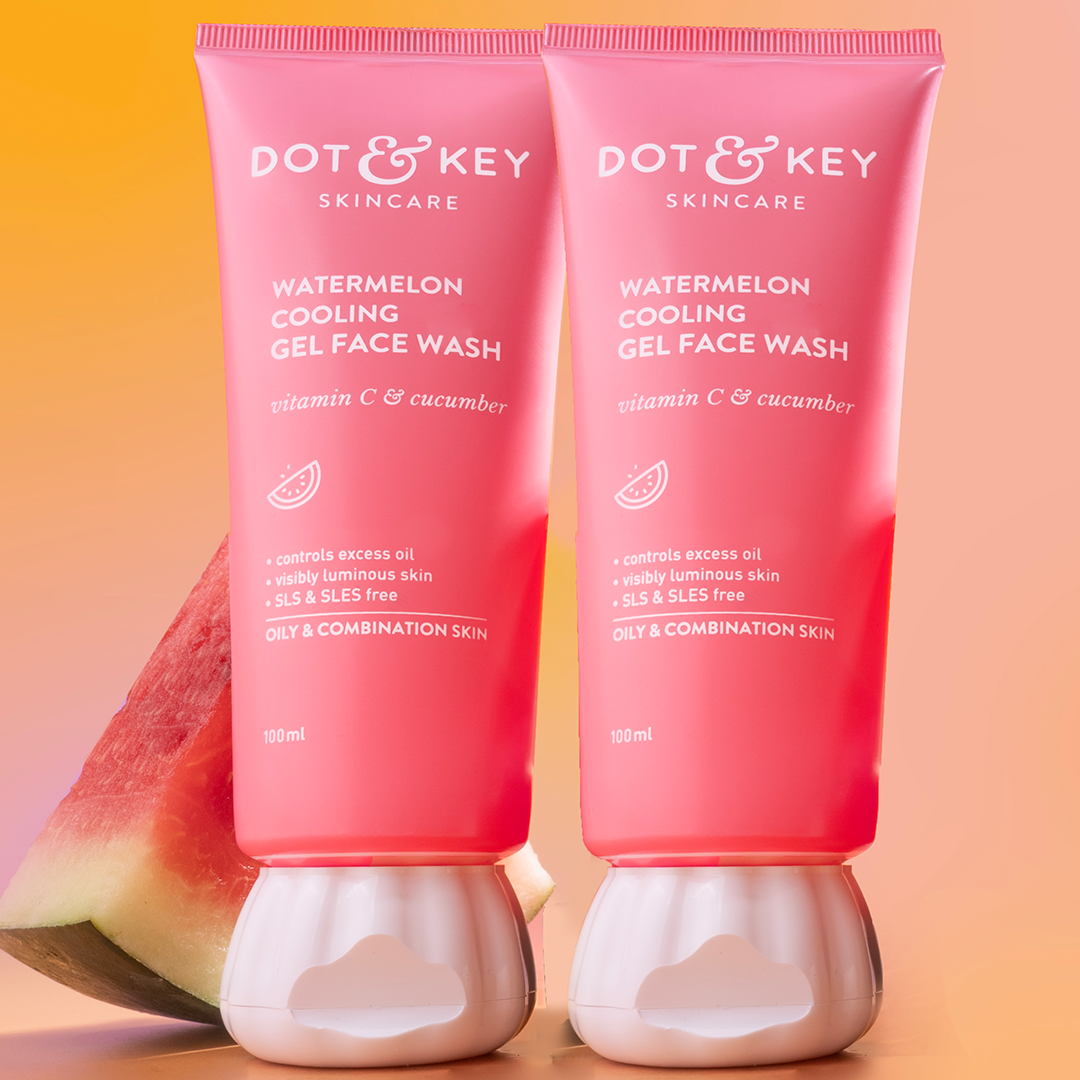 DOT & KEY
SKINCARE
WATERMELON
COOLING
GEL FACE WASH
vitamin C & cucumber
• controls excess oil
• visibly luminous skin
• SLS & SLES free
OILY & COMBINATION SKIN
100ml
DOT & KEY
SKINCARE
WATERMELON
COOLING
GEL FACE WASH
vitamin C & cucumber
• controls excess oil
• visibly luminous skin
• SLS & SLES free
OILY & COMBINATION SKIN
100ml